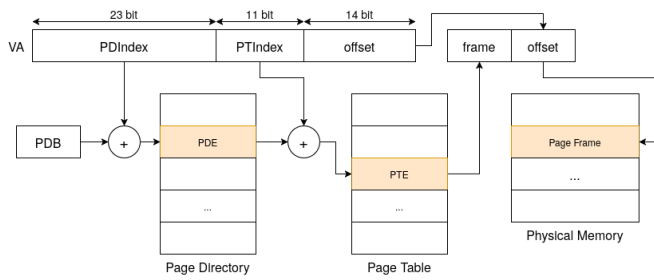 23 bit 11 bit 14 bit
VA PDIndex PTIndex offset frame offset
PDB + PDE + Page Frame
PTE ...
... ...
Physical Memory
Page Directory Page Table